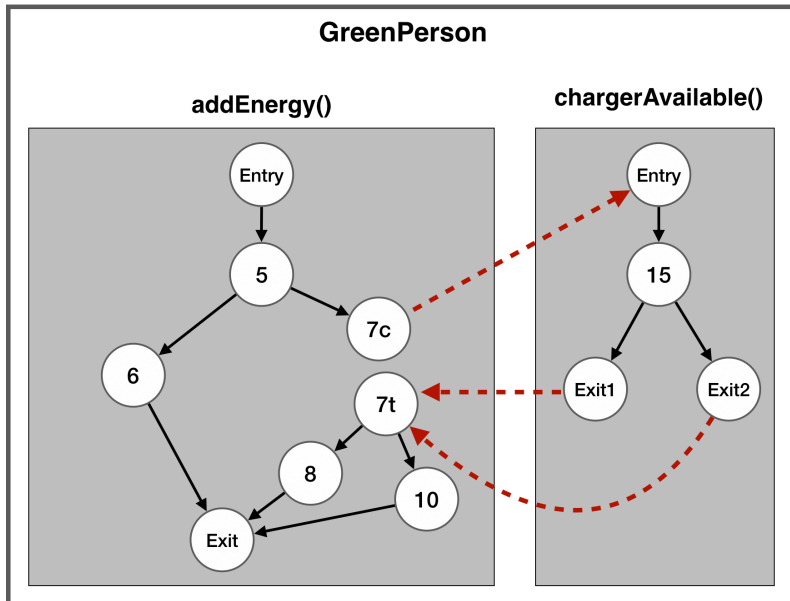 GreenPerson
addEnergy()
chargerAvailable()
Entry
5
7c
6
7t
8
10
Exit
Entry
15
Exit1
Exit2